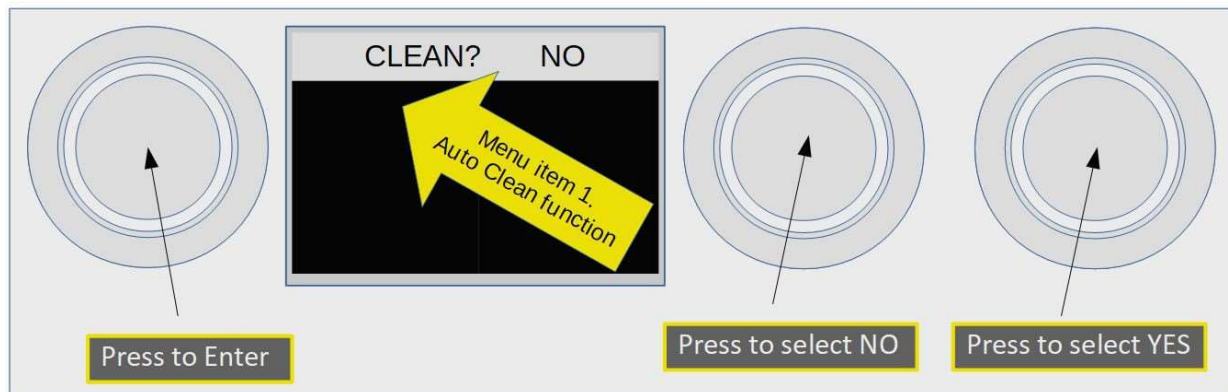 CLEAN? NO
Menu item 1.
Auto Clean function
Press to Enter
Press to select NO
Press to select YES